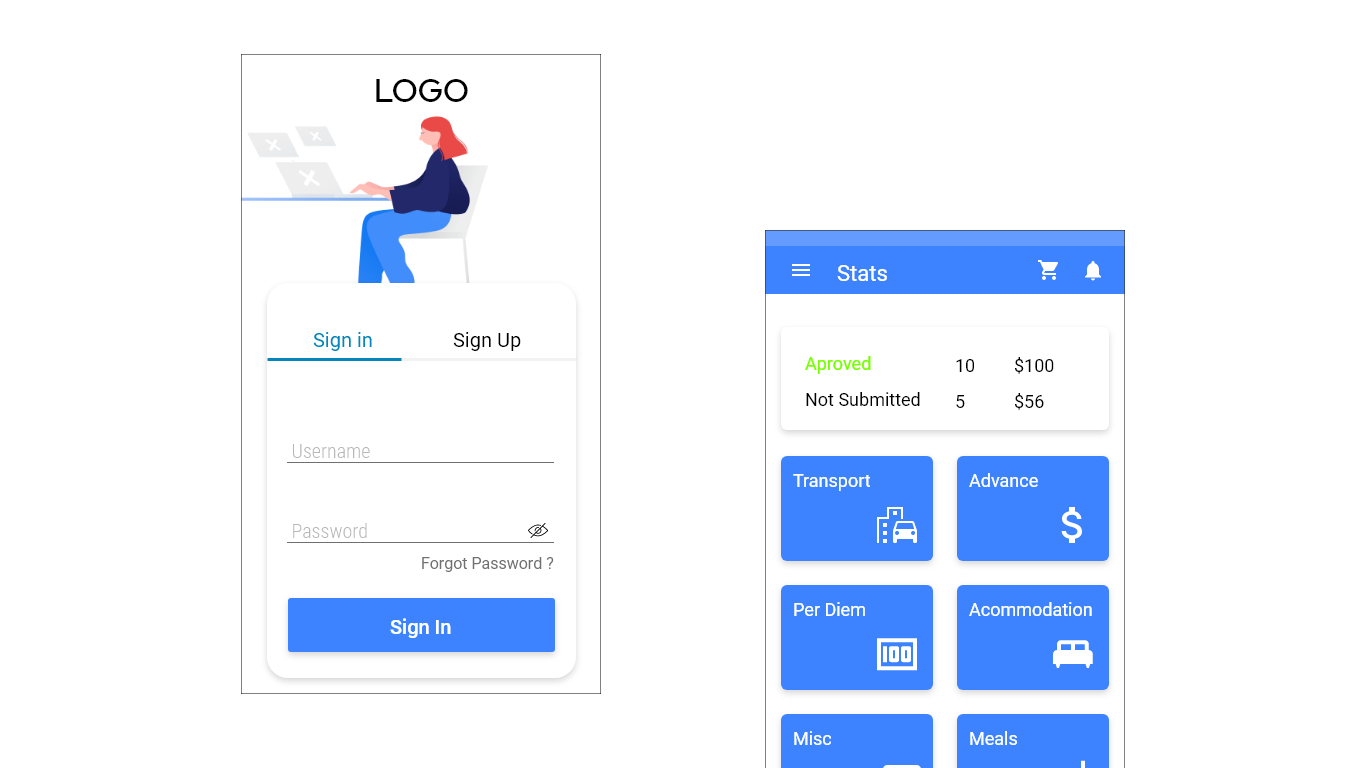 LOGO
Sign in Sign Up
Username
Password
Forgot Password ?
Sign In
Stats
Aproved 10 $100
Not Submitted 5 $56
Transport Advance
$
Per Diem Acommodation
100
Misc Meals